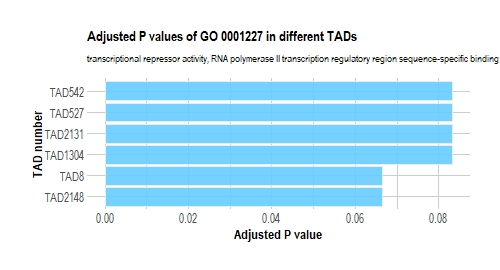 Adjusted P values of GO 0001227 in different TADs
transcriptional repressor activity, RNA polymerase II transcription regulatory region sequence-specific binding
TAD number
TAD542
TAD527
TAD2131
TAD1304
TAD8
TAD2148
0.00 0.02 0.04 0.06 0.08
Adjusted P value